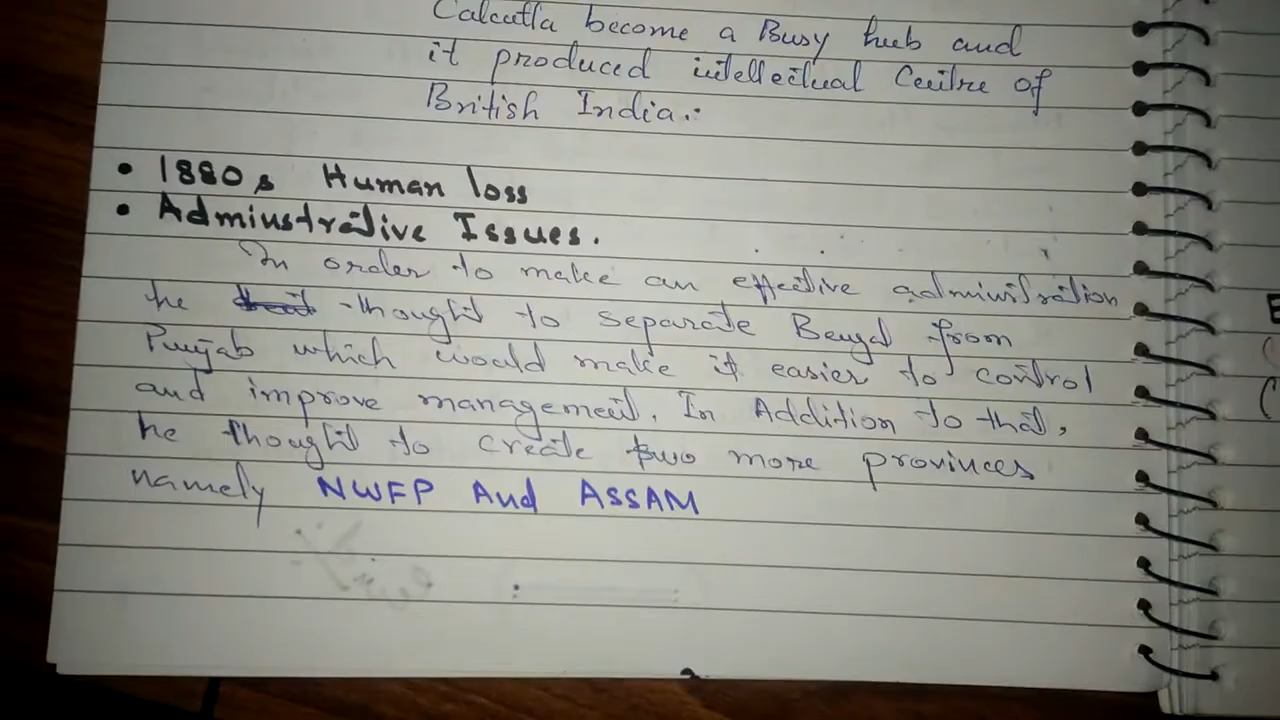 Calcutta become a Busy hub and
it produced intellectual Centre of
British India.
• 1880s Human loss
• Adminstrative Issues.
In order to make an effective administration
he thought to separate Bengal from
Punjab which would make it easier to control
and improve management. In Addition to that,
he thought to create two more provinces
namely NWFP And ASSAM